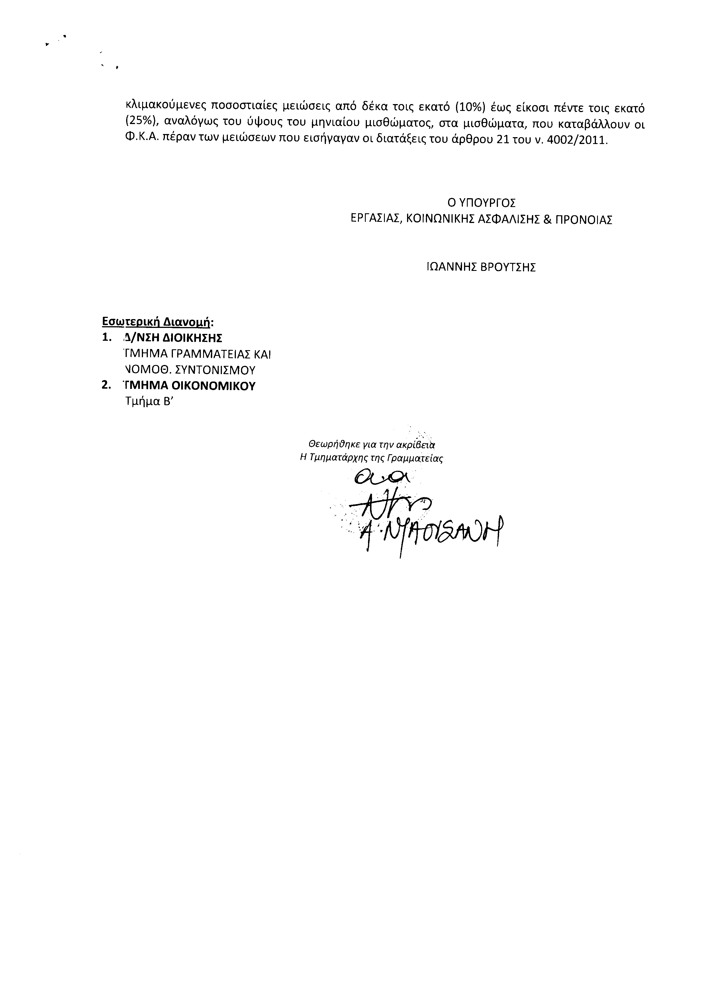 κλιμακούμενες ποσοστιαίες μειώσεις από δέκα τοις εκατό (10%) έως είκοσι πέντε τοις εκατό
(25%), αναλόγως του ύψους του μηνιαίου μισθώματος, στα μισθώματα, που καταβάλλουν οι
Φ.Κ.Α. πέραν των μειώσεων που εισήγαγαν οι διατάξεις του άρθρου 21 του ν. 4002/2011.
Ο ΥΠΟΥΡΓΟΣ
ΕΡΓΑΣΙΑΣ, ΚΟΙΝΩΝΙΚΗΣ ΑΣΦΑΛΙΣΗΣ & ΠΡΟΝΟΙΑΣ
ΙΩΑΝΝΗΣ ΒΡΟΥΤΣΗΣ
Εσωτερική Διανομή:
1. Δ/ΝΣΗ ΔΙΟΙΚΗΣΗΣ
ΤΜΗΜΑ ΓΡΑΜΜΑΤΕΙΑΣ ΚΑΙ
ΝΟΜΟΘ. ΣΥΝΤΟΝΙΣΜΟΥ
2. ΤΜΗΜΑ ΟΙΚΟΝΟΜΙΚΟΥ
Τμήμα Β’
Θεωρήθηκε για την ακρίβεια
Η Τμηματάρχης της Γραμματείας
α.α